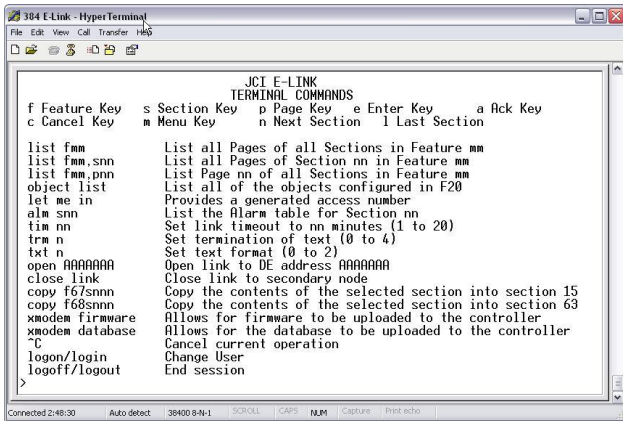 384 E-Link - HyperTerminal
File Edit View Call Transfer Help
JCI E-LINK
TERMINAL COMMANDS
f Feature Key s Section Key p Page Key e Enter Key a Ack Key
c Cancel Key m Menu Key n Next Section l Last Section
list fmm List all Pages of all Sections in Feature mm
list fmm,snn List all Pages of Section nn in Feature mm
list fmm,pnn List Page nn of all Sections in Feature mm
object list List all of the objects configured in F20
let me in Provides a generated access number
alm snn List the Alarm table for Section nn
tim nn Set link timeout to nn minutes (1 to 20)
trm n Set termination of text (0 to 4)
txt n Set text format (0 to 2)
open AAAAAAA Open link to DE address AAAAAAA
close link Close link to secondary node
copy f67snnn Copy the contents of the selected section into section 15
copy f68snnn Copy the contents of the selected section into section 63
xmodem firmware Allows for firmware to be uploaded to the controller
xmodem database Allows for the database to be uploaded to the controller
^C Cancel current operation
logon/login Change User
logoff/logout End session
>
Connected 2:48:30 Auto detect 38400 8-N-1 SCROLL CAPS NUM Capture Print echo